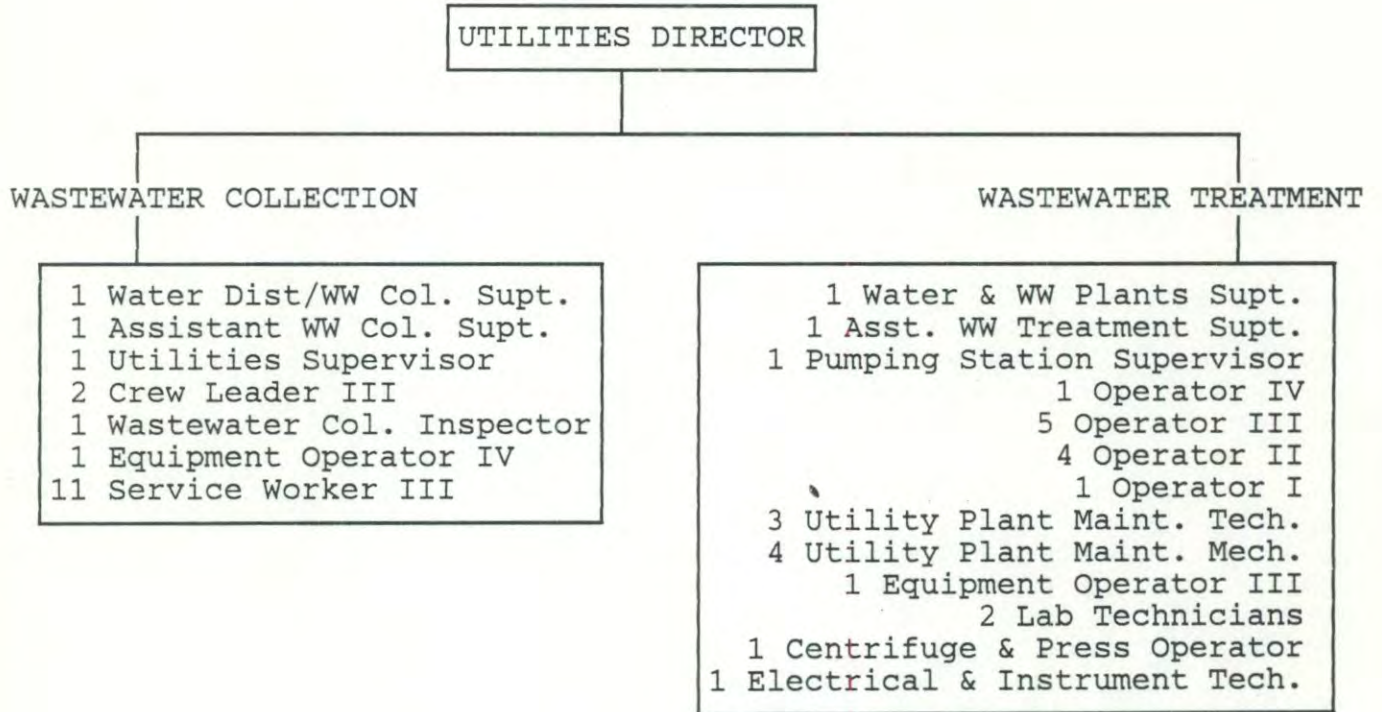 UTILITIES DIRECTOR
WASTEWATER COLLECTION
1 Water Dist/WW Col. Supt.
1 Assistant WW Col. Supt.
1 Utilities Supervisor
2 Crew Leader III
1 Wastewater Col. Inspector
1 Equipment Operator IV
11 Service Worker III
WASTEWATER TREATMENT
1 Water & WW Plants Supt.
1 Asst. WW Treatment Supt.
1 Pumping Station Supervisor
1 Operator IV
5 Operator III
4 Operator II
1 Operator I
3 Utility Plant Maint. Tech.
4 Utility Plant Maint. Mech.
1 Equipment Operator III
2 Lab Technicians
1 Centrifuge & Press Operator
1 Electrical & Instrument Tech.